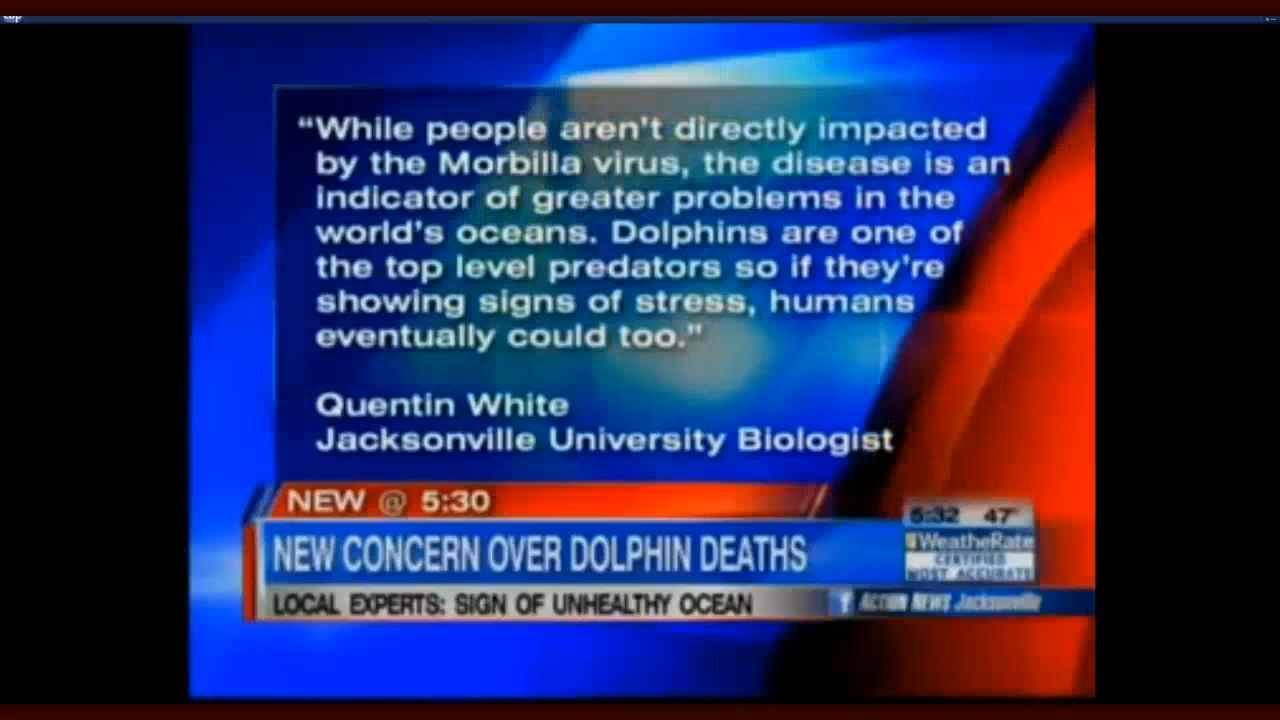 clip
“While people aren't directly impacted
by the Morbilla virus, the disease is an
indicator of greater problems in the
world's oceans. Dolphins are one of
the top level predators so if they're
showing signs of stress, humans
eventually could too.”
Quentin White
Jacksonville University Biologist
NEW @ 5:30
NEW CONCERN OVER DOLPHIN DEATHS
LOCAL EXPERTS: SIGN OF UNHEALTHY OCEAN
5:32 47°
WeatheRate
CERTIFIED
MOST ACCURATE
f ACTION NEWS Jacksonville